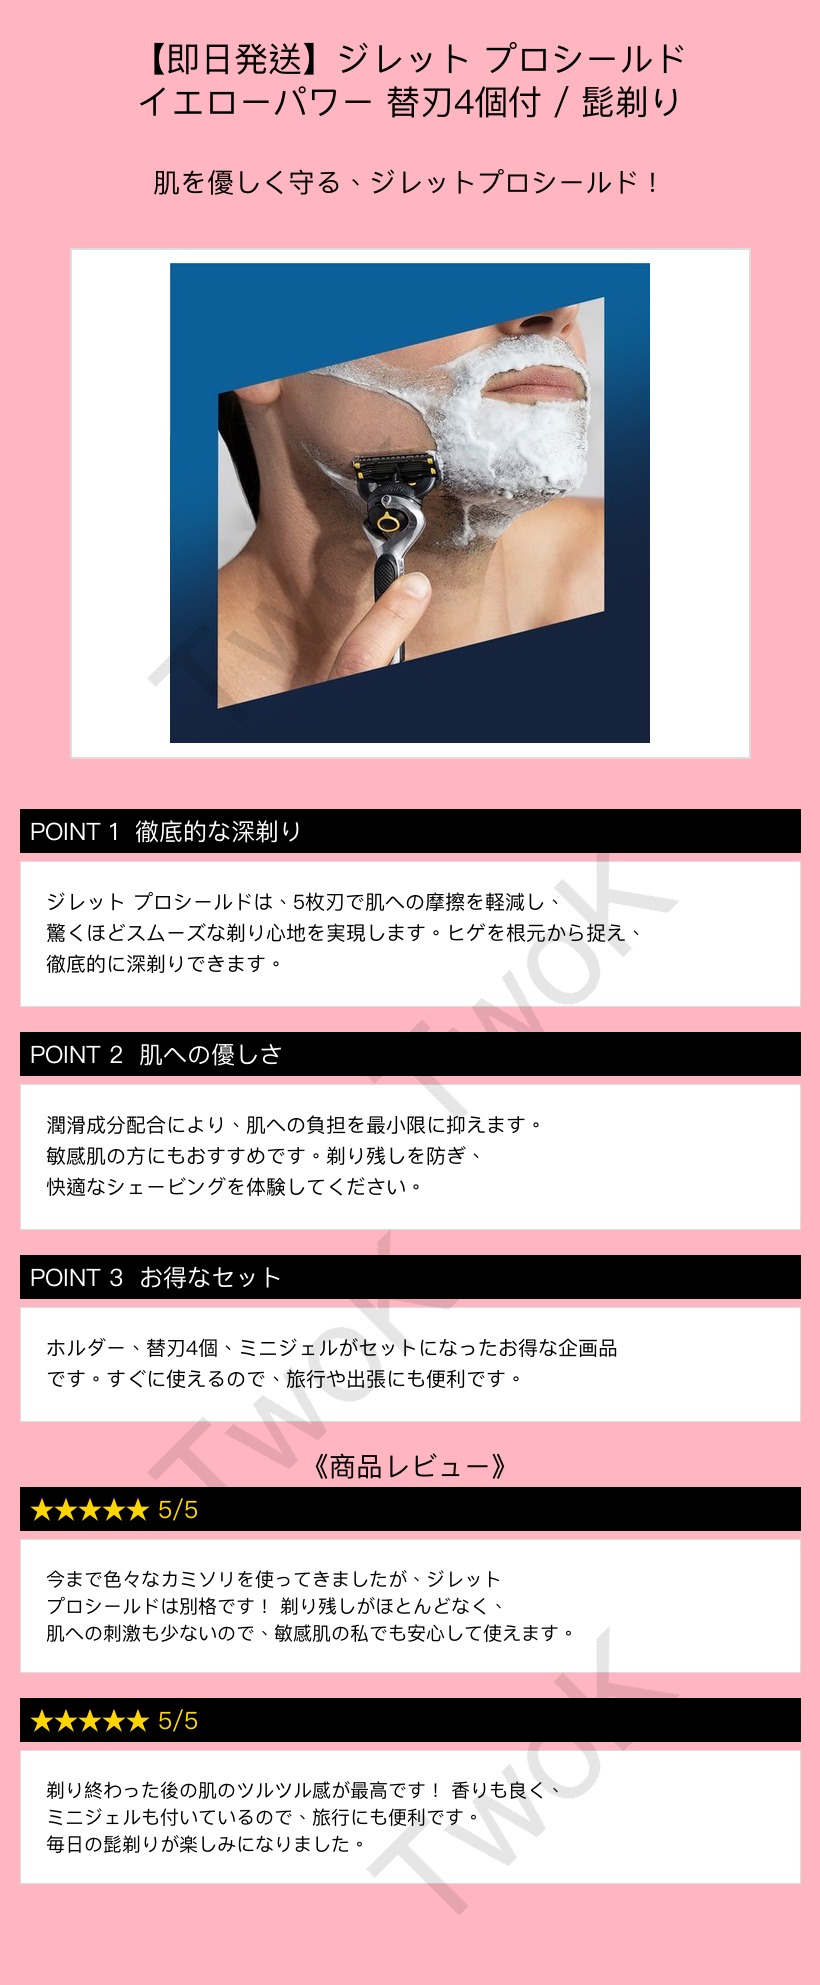 【即日発送】ジレット プロシールド
イエローパワー 替刃4個付 / 髭剃り
肌を優しく守る、ジレットプロシールド！
POINT 1 徹底的な深剃り
ジレット プロシールドは、5枚刃で肌への摩擦を軽減し、
驚くほどスムーズな剃り心地を実現します。ヒゲを根元から捉え、
徹底的に深剃りできます。
POINT 2 肌への優しさ
潤滑成分配合により、肌への負担を最小限に抑えます。
敏感肌の方にもおすすめです。剃り残しを防ぎ、
快適なシェービングを体験してください。
POINT 3 お得なセット
ホルダー、替刃4個、ミニジェルがセットになったお得な企画品
です。すぐに使えるので、旅行や出張にも便利です。
《商品レビュー》
★★★★★ 5/5
今まで色々なカミソリを使ってきましたが、ジレット
プロシールドは別格です！ 剃り残しがほとんどなく、
肌への刺激も少ないので、敏感肌の私でも安心して使えます。
★★★★★ 5/5
剃り終わった後の肌のツルツル感が最高です！ 香りも良く、
ミニジェルも付いているので、旅行にも便利です。
毎日の髭剃りが楽しみになりました。
TwoK
TwoK
TwoK
TwoK